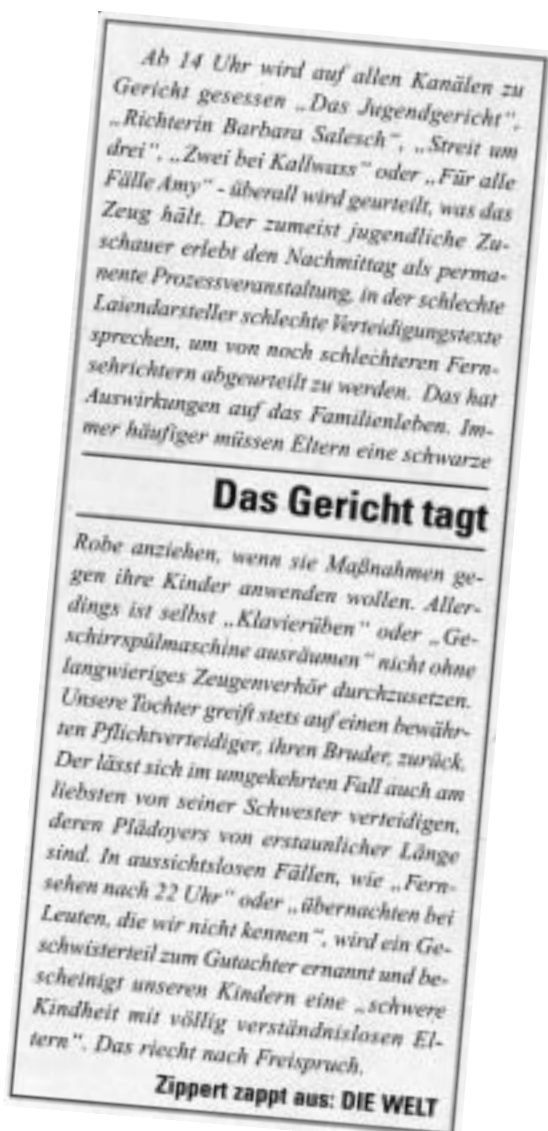 Ab 14 Uhr wird auf allen Kanälen zu
Gericht gesessen „Das Jugendgericht",
„Richterin Barbara Salesch", „Streit um
drei", „Zwei bei Kallwass" oder „Für alle
Fälle Amy" - überall wird geurteilt, was das
Zeug hält. Der zumeist jugendliche Zu-
schauer erlebt den Nachmittag als perma-
nente Prozessveranstaltung, in der schlechte
Laiendarsteller schlechte Verteidigungstexte
sprechen, um von noch schlechteren Fern-
sehrichtern abgeurteilt zu werden. Das hat
Auswirkungen auf das Familienleben. Im-
mer häufiger müssen Eltern eine schwarze
Das Gericht tagt
Robe anziehen, wenn sie Maßnahmen ge-
gen ihre Kinder anwenden wollen. Aller-
dings ist selbst „Klavierüben" oder „Ge-
schirrspülmaschine ausräumen" nicht ohne
langwieriges Zeugenverhör durchzusetzen.
Unsere Tochter greift stets auf einen bewähr-
ten Pflichtverteidiger, ihren Bruder, zurück.
Der lässt sich im umgekehrten Fall auch am
liebsten von seiner Schwester verteidigen,
deren Plädoyers von erstaunlicher Länge
sind. In aussichtslosen Fällen, wie „Fern-
sehen nach 22 Uhr" oder „übernachten bei
Leuten, die wir nicht kennen", wird ein Ge-
schwisterteil zum Gutachter ernannt und be-
scheinigt unseren Kindern eine „schwere
Kindheit mit völlig verständnislosen El-
tern". Das riecht nach Freispruch.
Zippert zappt aus: DIE WELT